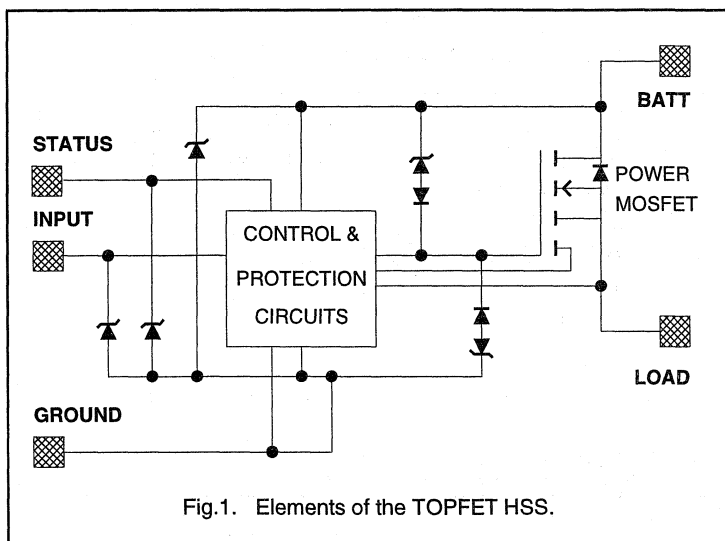 BATT
STATUS
POWER
MOSFET
INPUT
CONTROL &
PROTECTION
CIRCUITS
LOAD
GROUND
Fig.1. Elements of the TOPFET HSS.